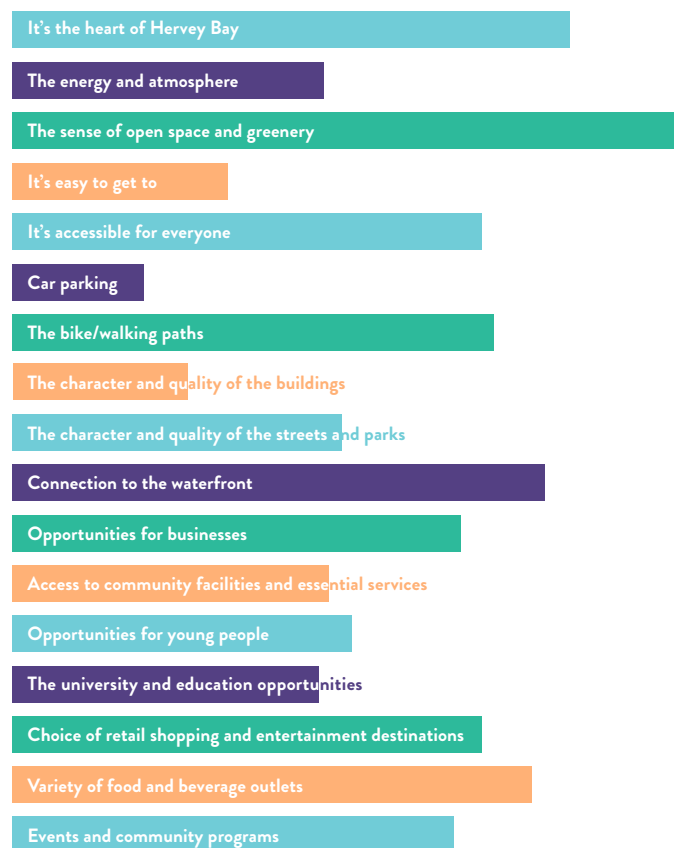 It's the heart of Hervey Bay
The energy and atmosphere
The sense of open space and greenery
It's easy to get to
It's accessible for everyone
Car parking
The bike/walking paths
The character and quality of the buildings
The character and quality of the streets and parks
Connection to the waterfront
Opportunities for businesses
Access to community facilities and essential services
Opportunities for young people
The university and education opportunities
Choice of retail shopping and entertainment destinations
Variety of food and beverage outlets
Events and community programs